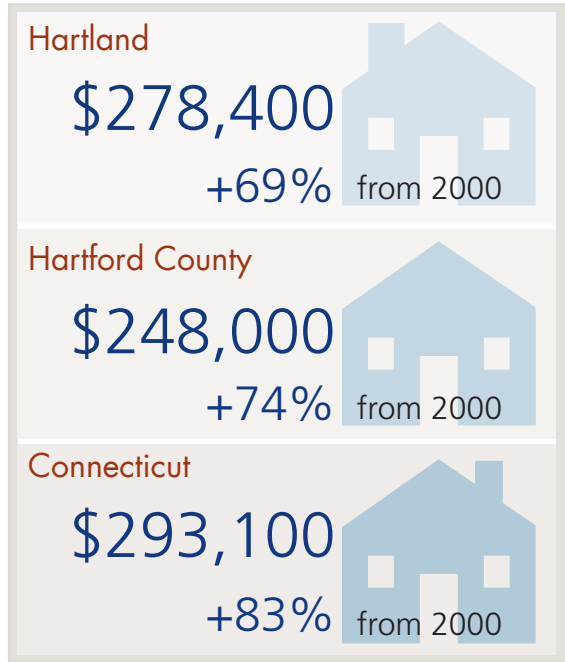 Hartland
$278,400
+69% from 2000
Hartford County
$248,000
+74% from 2000
Connecticut
$293,100
+83% from 2000